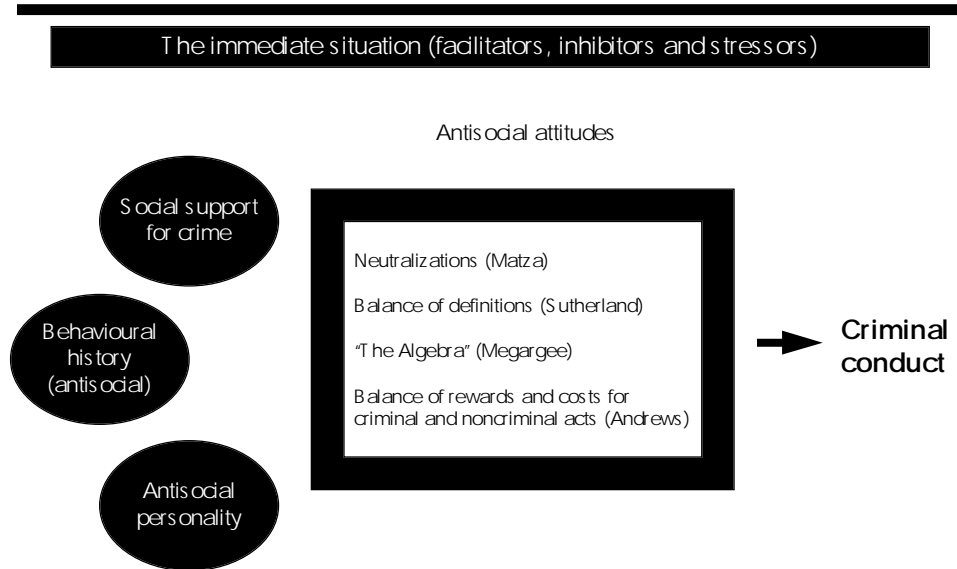 The immediate situation (facilitators, inhibitors and stressors)
Antisocial attitudes
Social support
for crime
Behavioural
history
(antisocial)
Antisocial
personality
Neutralizations (Matza)
Balance of definitions (Sutherland)
“The Algebra” (Megargee)
Balance of rewards and costs for
criminal and noncriminal acts (Andrews)
Criminal
conduct